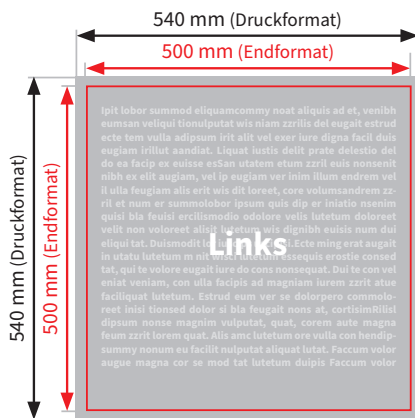 540 mm (Druckformat)
500 mm (Endformat)
540 mm (Druckformat)
500 mm (Endformat)
Ipit lobor summod eliquamcommy noat aliquis ad et, venibh
eumsan veliqui tionulputat wis niam zzrilis del eugait estrud
ecte tem vulla adipsum irit alit vel exer iure digna facil duis
euguam irillut aandiat. Liquat iustis delit prate delestio del
do ea facip ex euisse esSan utatem etum zzril euis nonsenit
nibh ex elit augiam, vel ip eugiam ver inim illum endrem vel
il ulla feugiam alis erit wis dit loreet, core volumsandrem zz-
ril et num er summolobor ipsum quis dip er iniatio nsenim
quisi bla feuisi ercilismodio odolore velis lutetum doloreet
velit non voloreet alisit lutetum wis dignibh euisis num dui
eliqui tat. Duismodit Ecte ming erat augait
in utatu lutetum m lutetum essequis erostie consed
tat, qui te volore eugait iure do cons nonsequat. Dui te con vel
eniat veniam, con ulla facipis ad magniam iurem zzrit atue
faciliquat lutetum. Estrud eum ver se dolorpero commolo-
reet inisi tionsed dolor si bla feugait nons at, cortisimRilisl
dipsum nonse magnim vulputat, quat, corem aute magna
feum zzrit lorem quat. Alis amc lutetum ore vulla con hendip-
summy nonum eu facilit nulputat aliquat lutat. Faccum volor
augue magna cor se mod tat lutetum duipis Faccum volor
Links